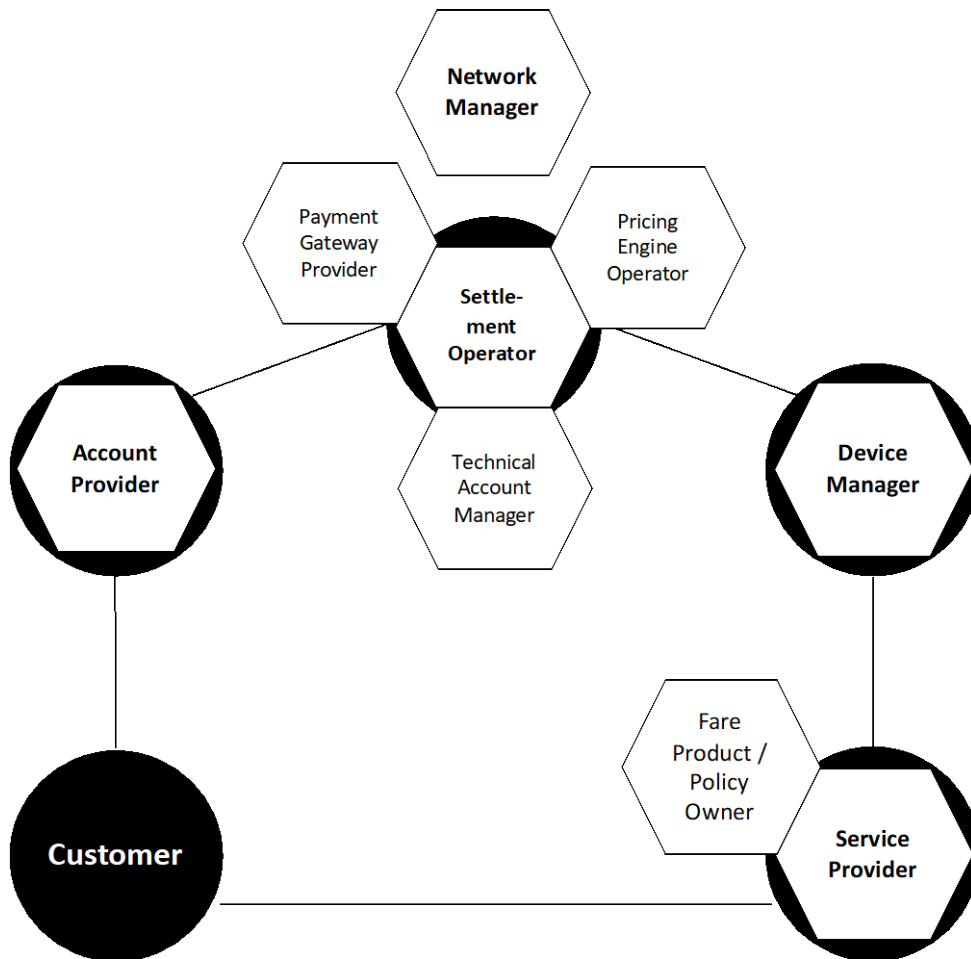 Network
Manager
Payment
Gateway
Provider
Pricing
Engine
Operator
Settle-
ment
Operator
Account
Provider
Technical
Account
Manager
Device
Manager
Fare
Product /
Policy
Owner
Customer
Service
Provider